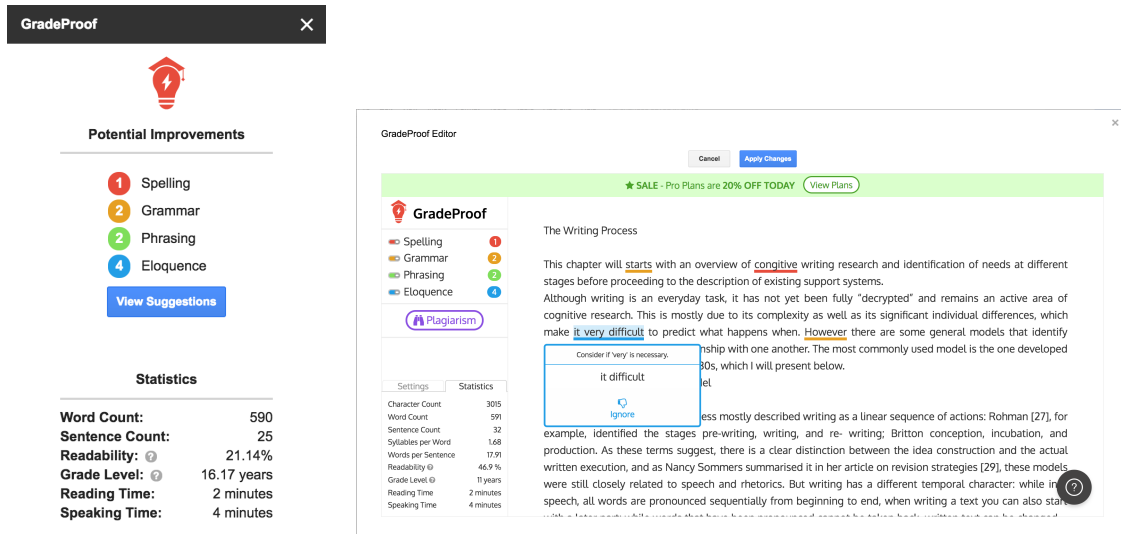 GradeProof
Potential Improvements
1 Spelling
2 Grammar
2 Phrasing
4 Eloquence
View Suggestions
Statistics
Word Count: 590
Sentence Count: 25
Readability: ? 21.14%
Grade Level: ? 16.17 years
Reading Time: 2 minutes
Speaking Time: 4 minutes
GradeProof Editor
Cancel Apply Changes
SALE - Pro Plans are 20% OFF TODAY View Plans
GradeProof
Spelling 1
Grammar 2
Phrasing 2
Eloquence 4
Plagiarism
Settings Statistics
Character Count 3015
Word Count 591
Sentence Count 32
Syllables per Word 1.68
Words per Sentence 17.91
Readability ? 46.9 %
Grade Level ? 11 years
Reading Time 2 minutes
Speaking Time 4 minutes
The Writing Process
This chapter will starts with an overview of congitive writing research and identification of needs at different
stages before proceeding to the description of existing support systems.
Although writing is an everyday task, it has not yet been fully "decrypted" and remains an active area of
cognitive research. This is mostly due to its complexity as well as its significant individual differences, which
make it very difficult to predict what happens when. However there are some general models that identify
nship with one another. The most commonly used model is the one developed
30s, which I will present below.
el
Consider if 'very' is necessary.
it difficult
Ignore
ess mostly described writing as a linear sequence of actions: Rohman [27], for
example, identified the stages pre-writing, writing, and re- writing; Britton conception, incubation, and
production. As these terms suggest, there is a clear distinction between the idea construction and the actual
written execution, and as Nancy Sommers summarised it in her article on revision strategies [29], these models
were still closely related to speech and rhetorics. But writing has a different temporal character: while in
speech, all words are pronounced sequentially from beginning to end, when writing a text you can also start
?